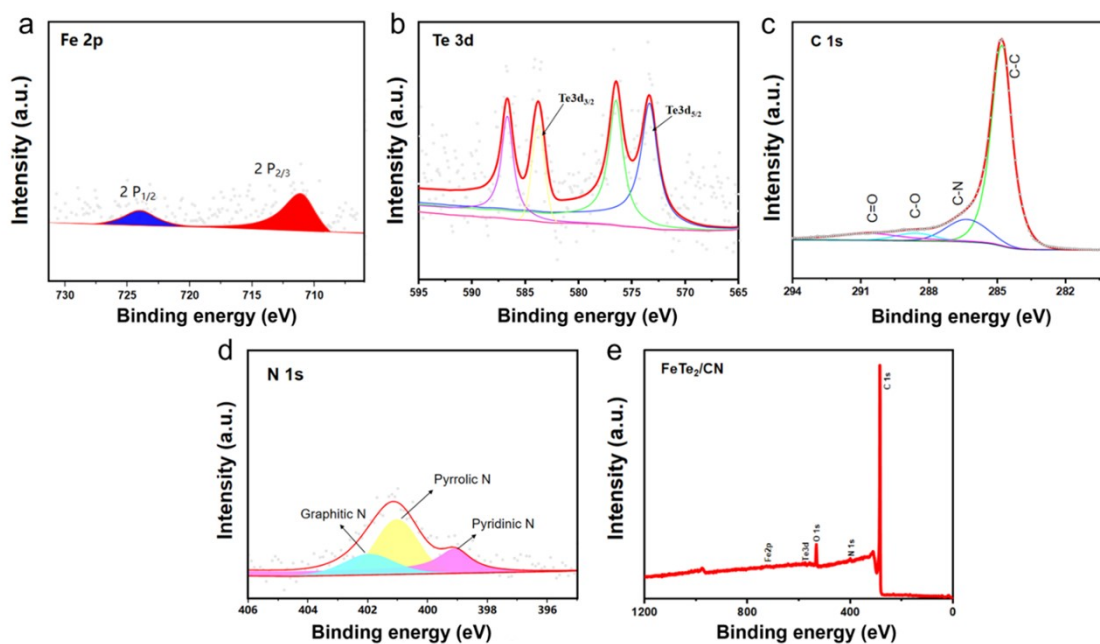 a
Fe 2p
2 P1/2
2 P2/3
Intensity (a.u.)
730 725 720 715 710
Binding energy (eV)
b
Te 3d
Te3d3/2
Te3d5/2
Intensity (a.u.)
595 590 585 580 575 570 565
Binding energy (eV)
c
C 1s
C=O
C-O
C-N
C-C
Intensity (a.u.)
294 291 288 285 282
Binding energy (eV)
d
N 1s
Graphitic N
Pyrrolic N
Pyridinic N
Intensity (a.u.)
406 404 402 400 398 396
Binding energy (eV)
e
FeTe2/CN
Fe2p
Te3d
O 1s
N 1s
C 1s
Intensity (a.u.)
1200 800 400 0
Binding energy (eV)